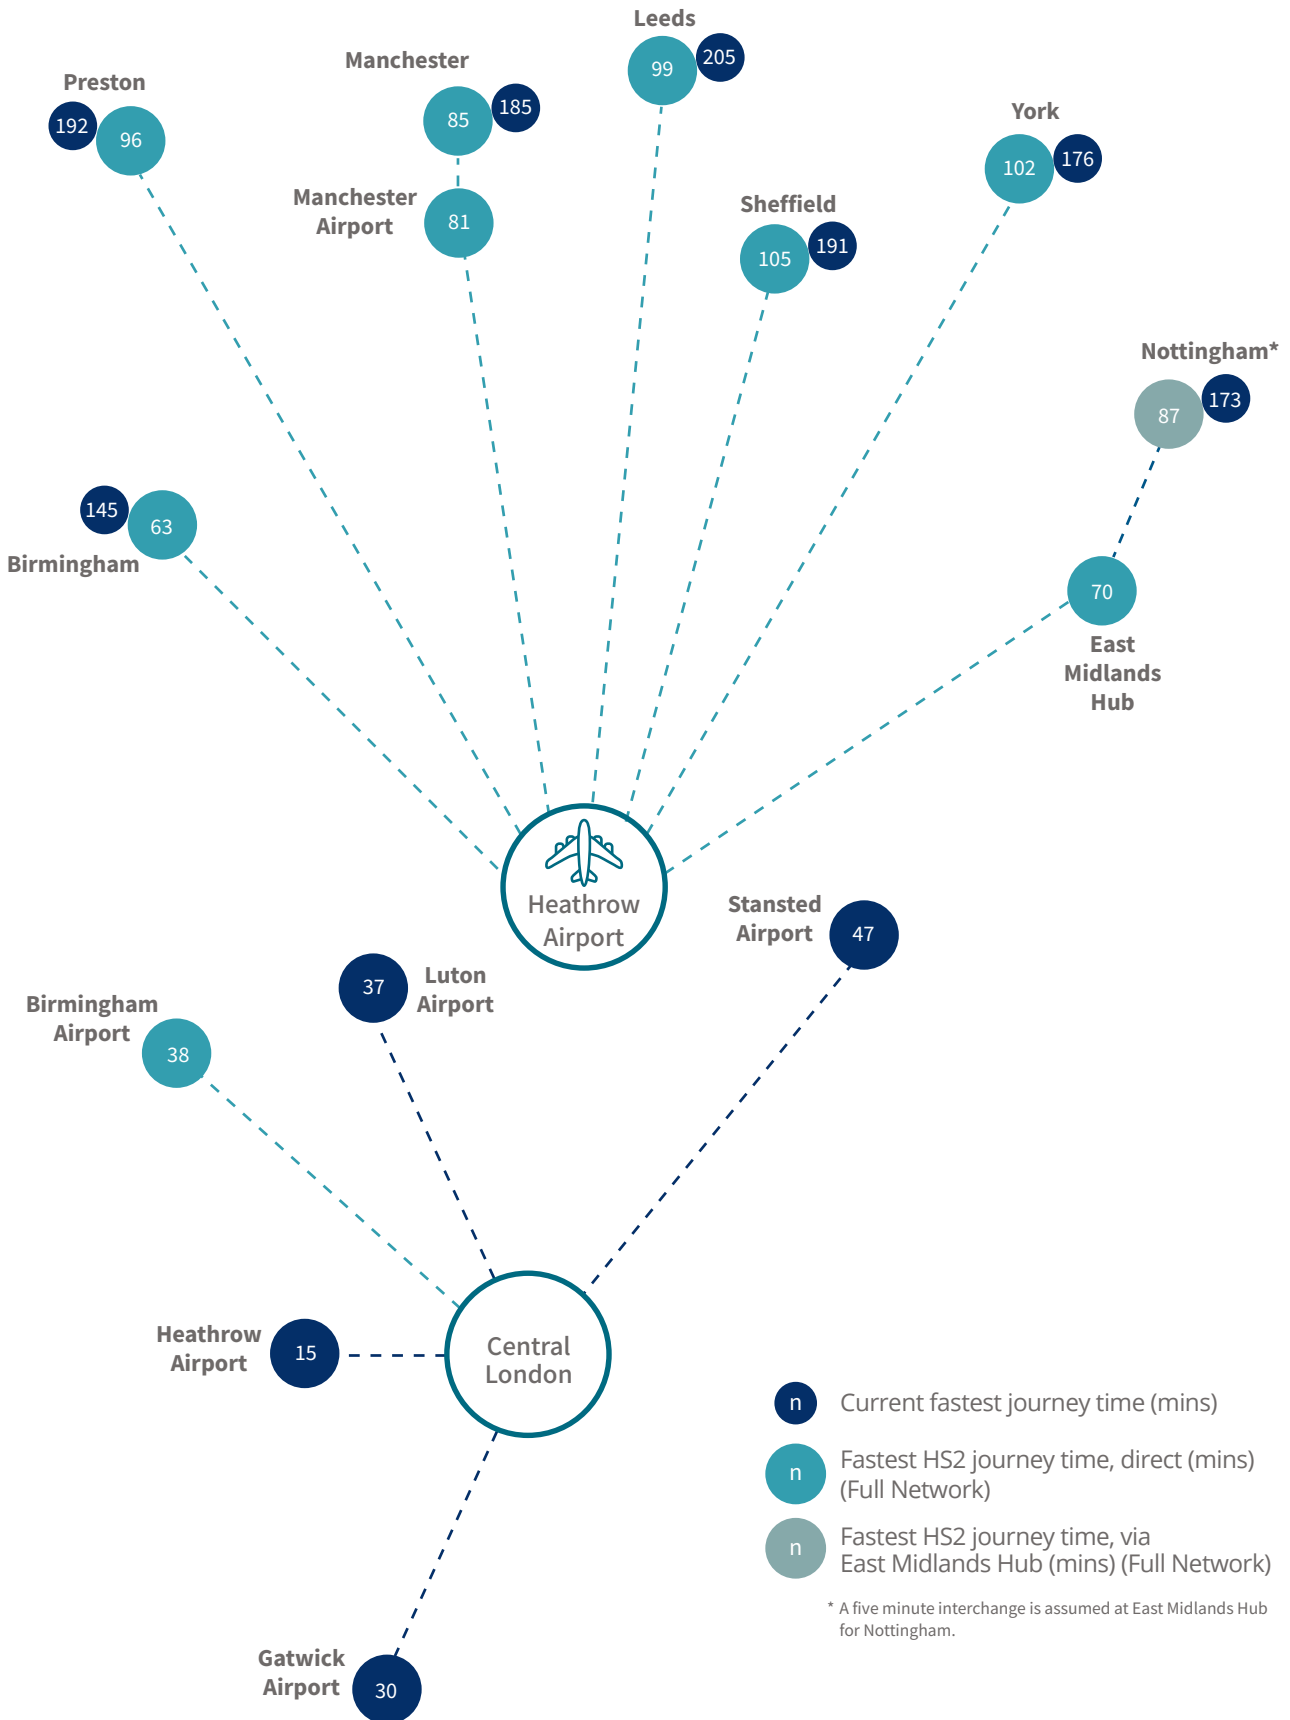 Leeds
99
205
Manchester
85
185
Preston
192
96
York
102
176
Manchester
Airport
81
Sheffield
105
191
Nottingham*
87
173
145
63
Birmingham
70
East
Midlands
Hub
Heathrow
Airport
Stansted
Airport
47
37
Luton
Airport
Birmingham
Airport
38
Heathrow
Airport
15
Central
London
n
Current fastest journey time (mins)
n
Fastest HS2 journey time, direct (mins)
(Full Network)
n
Fastest HS2 journey time, via
East Midlands Hub (mins) (Full Network)
* A five minute interchange is assumed at East Midlands Hub
for Nottingham.
Gatwick
Airport
30